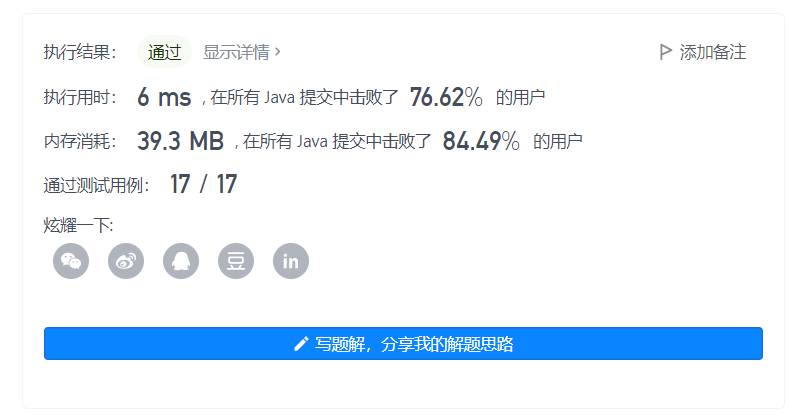 执行结果： 通过 显示详情 > 添加备注
执行用时： 6 ms , 在所有 Java 提交中击败了 76.62% 的用户
内存消耗： 39.3 MB , 在所有 Java 提交中击败了 84.49% 的用户
通过测试用例： 17 / 17
炫耀一下:
豆 in
写题解，分享我的解题思路